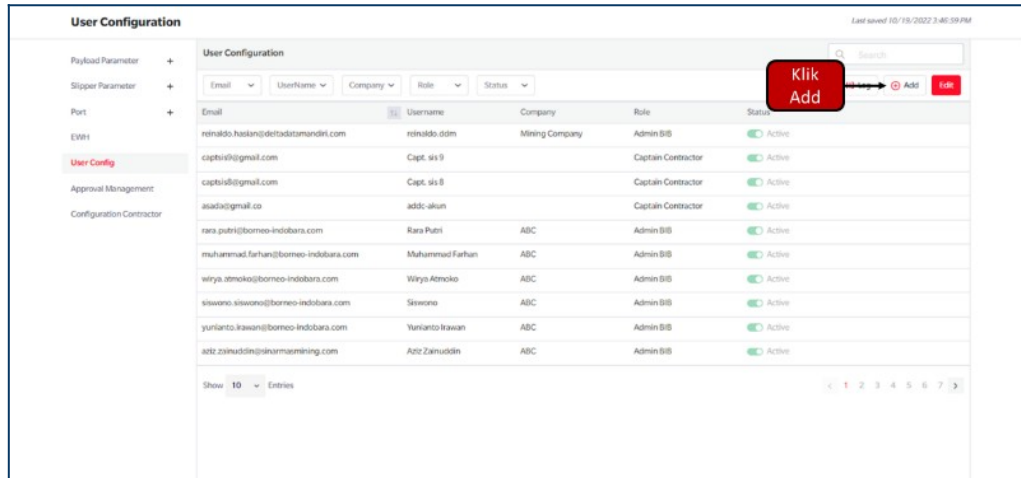 User Configuration
Last saved 10/19/2022 3:46:59 PM
Payload Parameter +
Slipper Parameter +
Port +
EWH
User Config
Approval Management
Configuration Contractor
User Configuration
Search
Email UserName Company Role Status
Klik
Add
Add Edit
Email Username Company Role Status
reinaldo.hasian@deltadatamandiri.com reinaldo.ddm Mining Company Admin BIB Active
captsis9@gmail.com Capt. sis 9 Captain Contractor Active
captsis8@gmail.com Capt. sis 8 Captain Contractor Active
asada@gmail.co addc-akun Captain Contractor Active
rara.putri@borneo-indobara.com Rara Putri ABC Admin BIB Active
muhammad.farhan@borneo-indobara.com Muhammad Farhan ABC Admin BIB Active
wirya.atmoko@borneo-indobara.com Wirya Atmoko ABC Admin BIB Active
siswono.siswono@borneo-indobara.com Siswono ABC Admin BIB Active
yunianto.irawan@borneo-indobara.com Yunianto Irawan ABC Admin BIB Active
aziz.zainuddin@sinarmasmining.com Aziz Zainuddin ABC Admin BIB Active
Show 10 Entries
< 1 2 3 4 5 6 7 >